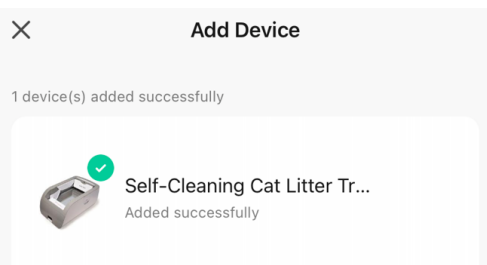 Add Device
1 device(s) added successfully
Self-Cleaning Cat Litter Tr...
Added successfully